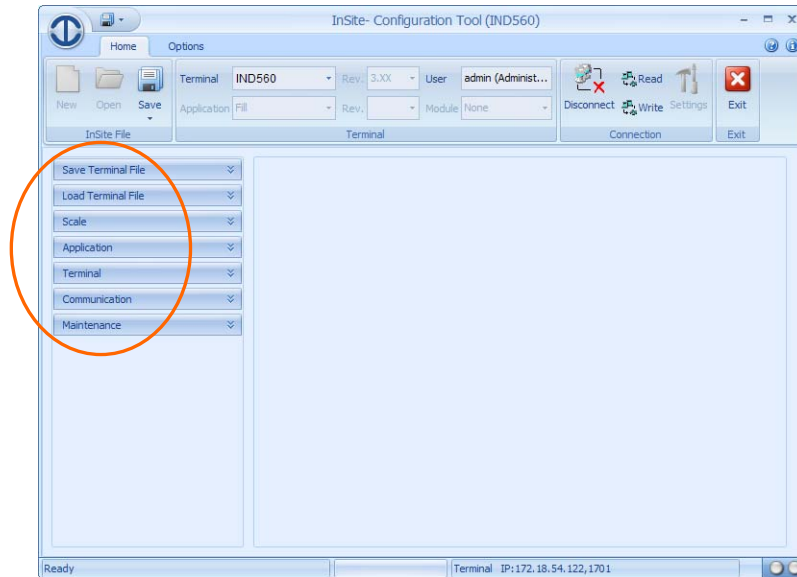 InSite- Configuration Tool (IND560)
Home Options
Terminal IND560 Rev. 3.XX User admin (Administ...
New Open Save Application Fill Rev. Module None Disconnect Read Write Settings Exit
InSite File Terminal Connection Exit
Save Terminal File
Load Terminal File
Scale
Application
Terminal
Communication
Maintenance
Ready Terminal IP:172.18.54.122,1701